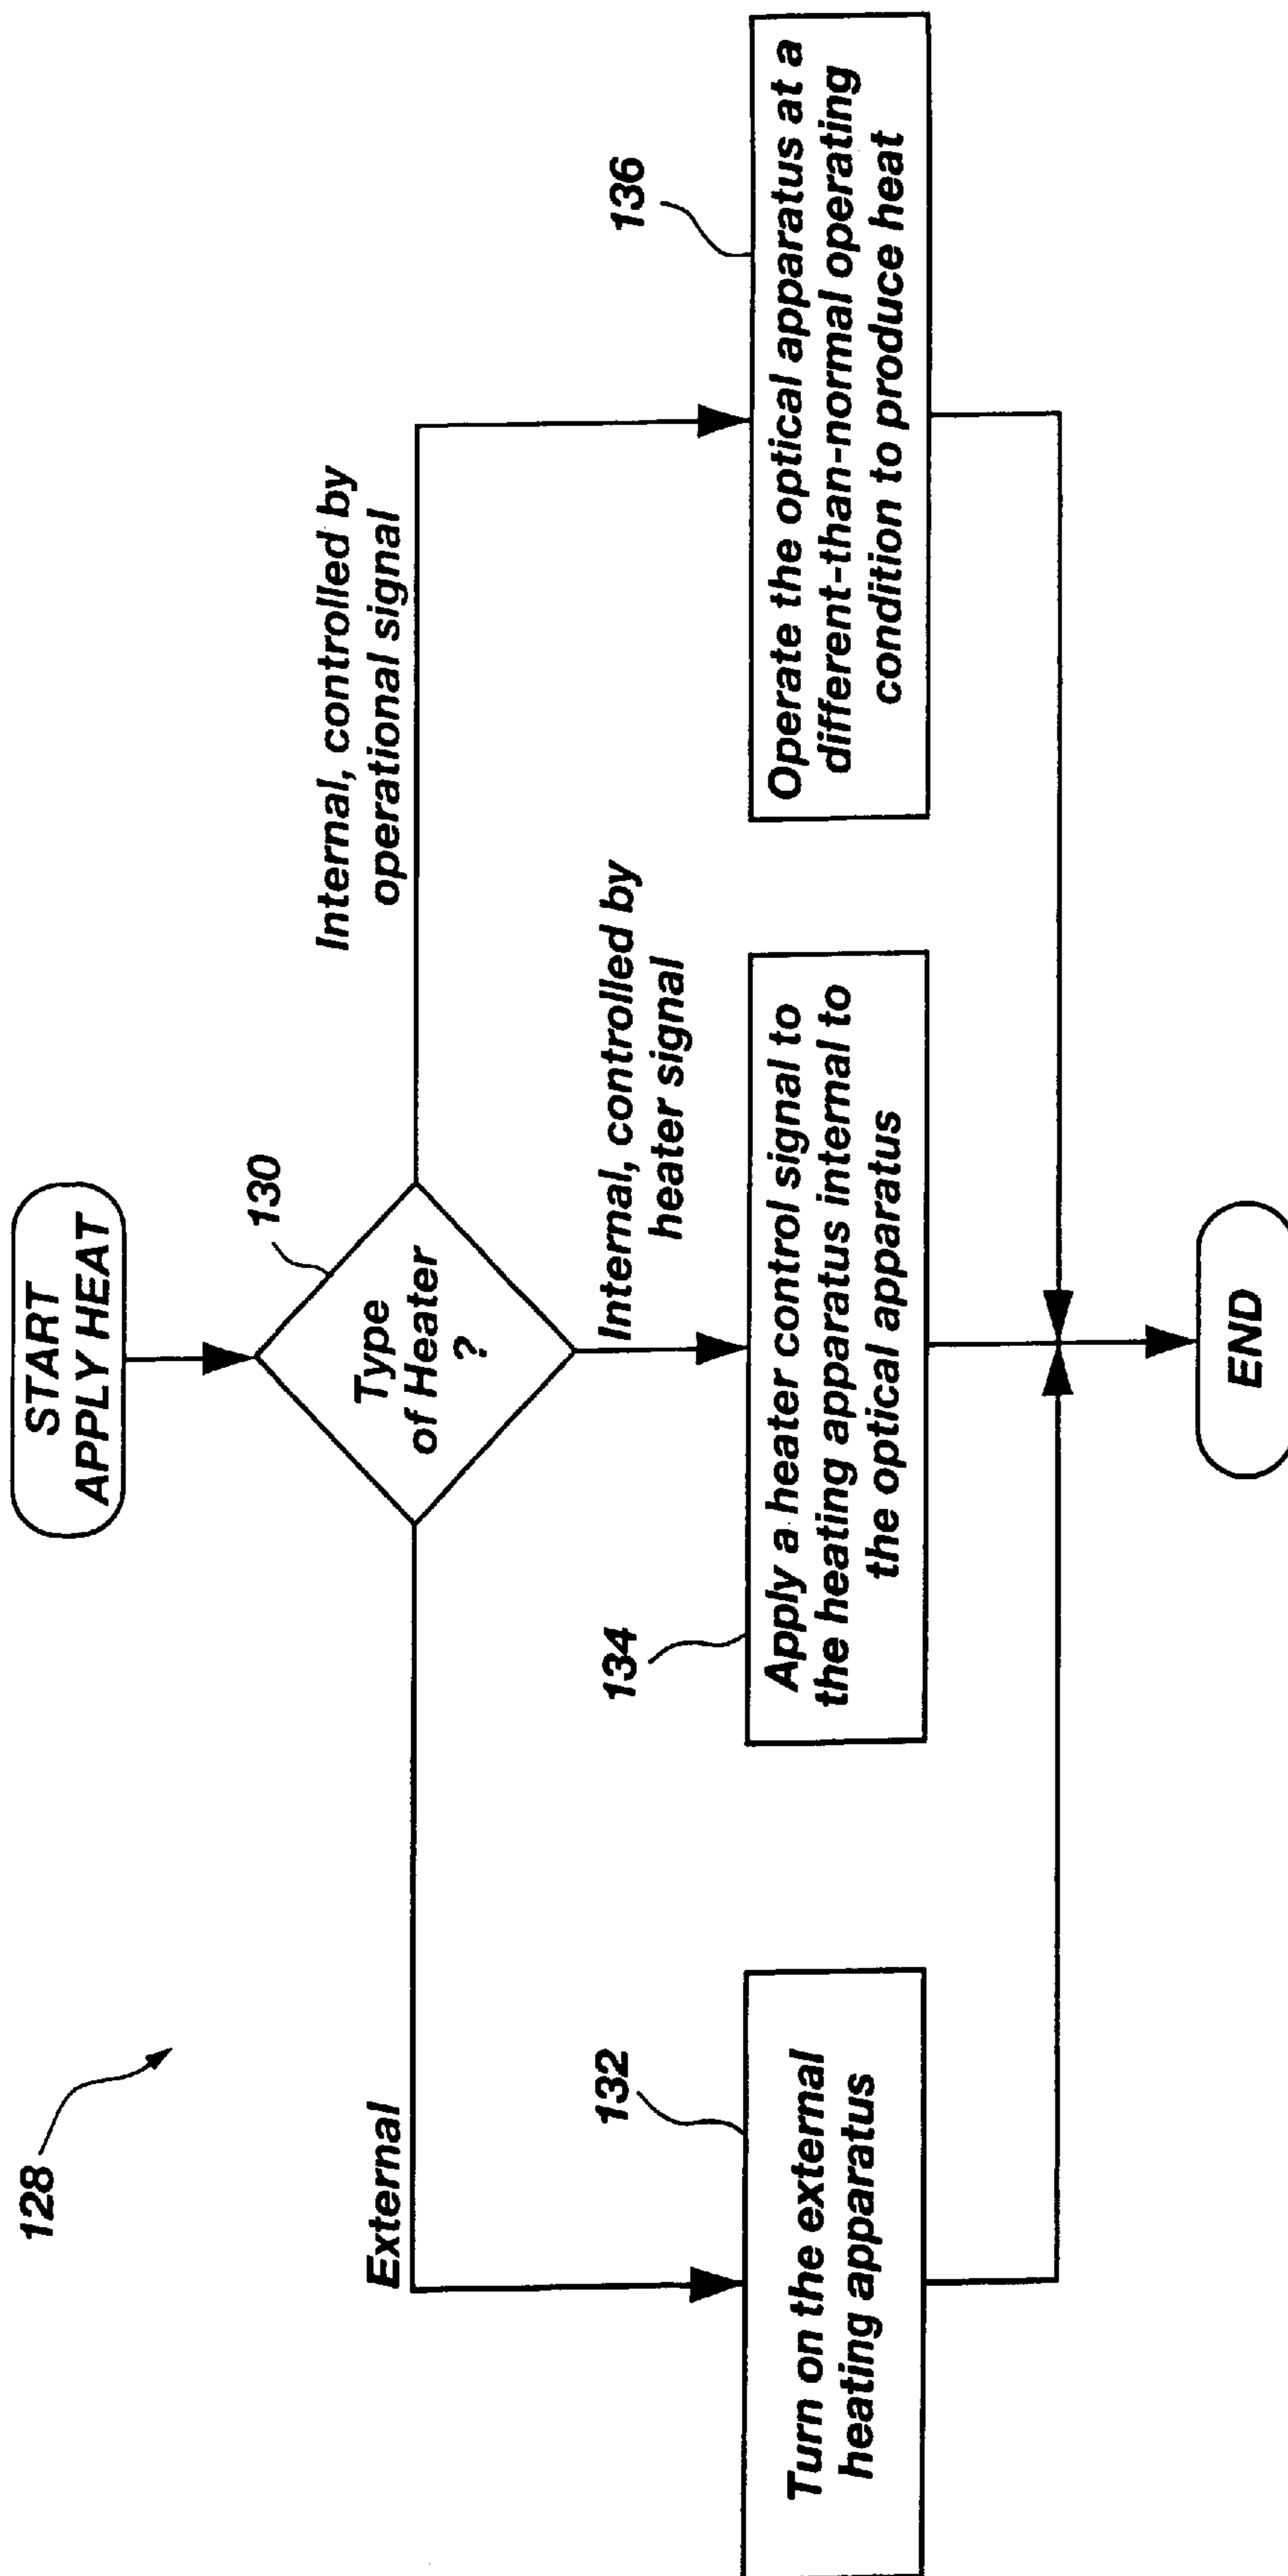 128
START
APPLY HEAT
130
Type
of Heater
?
External
Internal, controlled by
heater signal
Internal, controlled by
operational signal
132
Turn on the external
heating apparatus
134
Apply a heater control signal to
the heating apparatus internal to
the optical apparatus
136
Operate the optical apparatus at a
different-than-normal operating
condition to produce heat
END